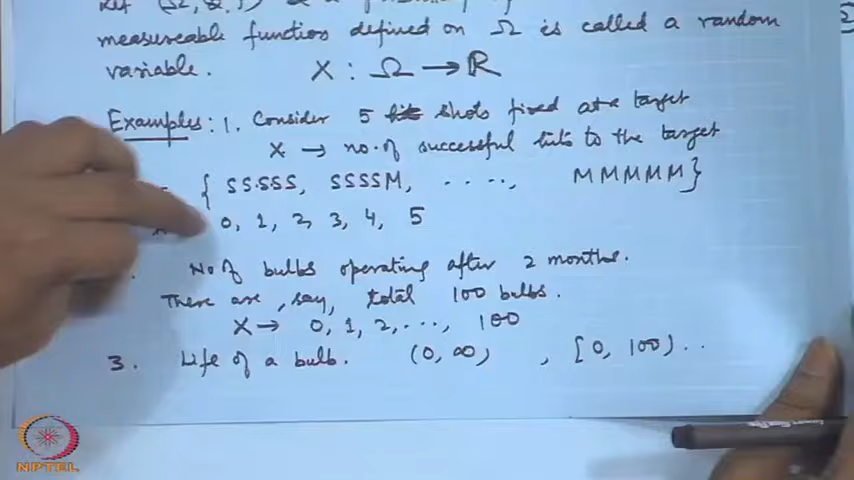 measureable function defined on Ω is called a random
variable. X : Ω → ℝ
Examples: 1. Consider 5 shots fired at a target
X → no. of successful hits to the target
{ SSSSS, SSSSM, ....., MMMMM }
0, 1, 2, 3, 4, 5
No of bulbs operating after 2 months.
There are, say, total 100 bulbs.
X → 0, 1, 2, ..., 100
3. Life of a bulb. (0, ∞) , [0, 100) ..
NPTEL